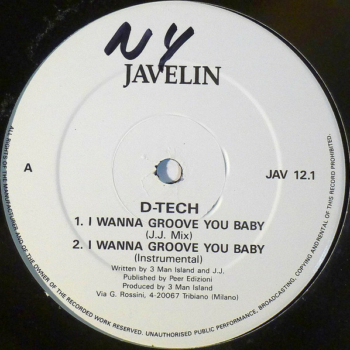 NY
JAVELIN
A
JAV 12.1
D-TECH
1. I WANNA GROOVE YOU BABY
(J.J. Mix)
2. I WANNA GROOVE YOU BABY
(Instrumental)
Written by 3 Man Island and J.J.
Published by Peer Edizioni
Produced by 3 Man Island
Via G. Rossini, 4-20067 Tribiano (Milano)
ALL RIGHTS OF THE MANUFACTURER AND OF THE OWNER OF THE RECORDED WORK RESERVED. UNAUTHORISED PUBLIC PERFORMANCE, BROADCASTING, COPYING AND RENTAL OF THIS RECORD PROHIBITED.